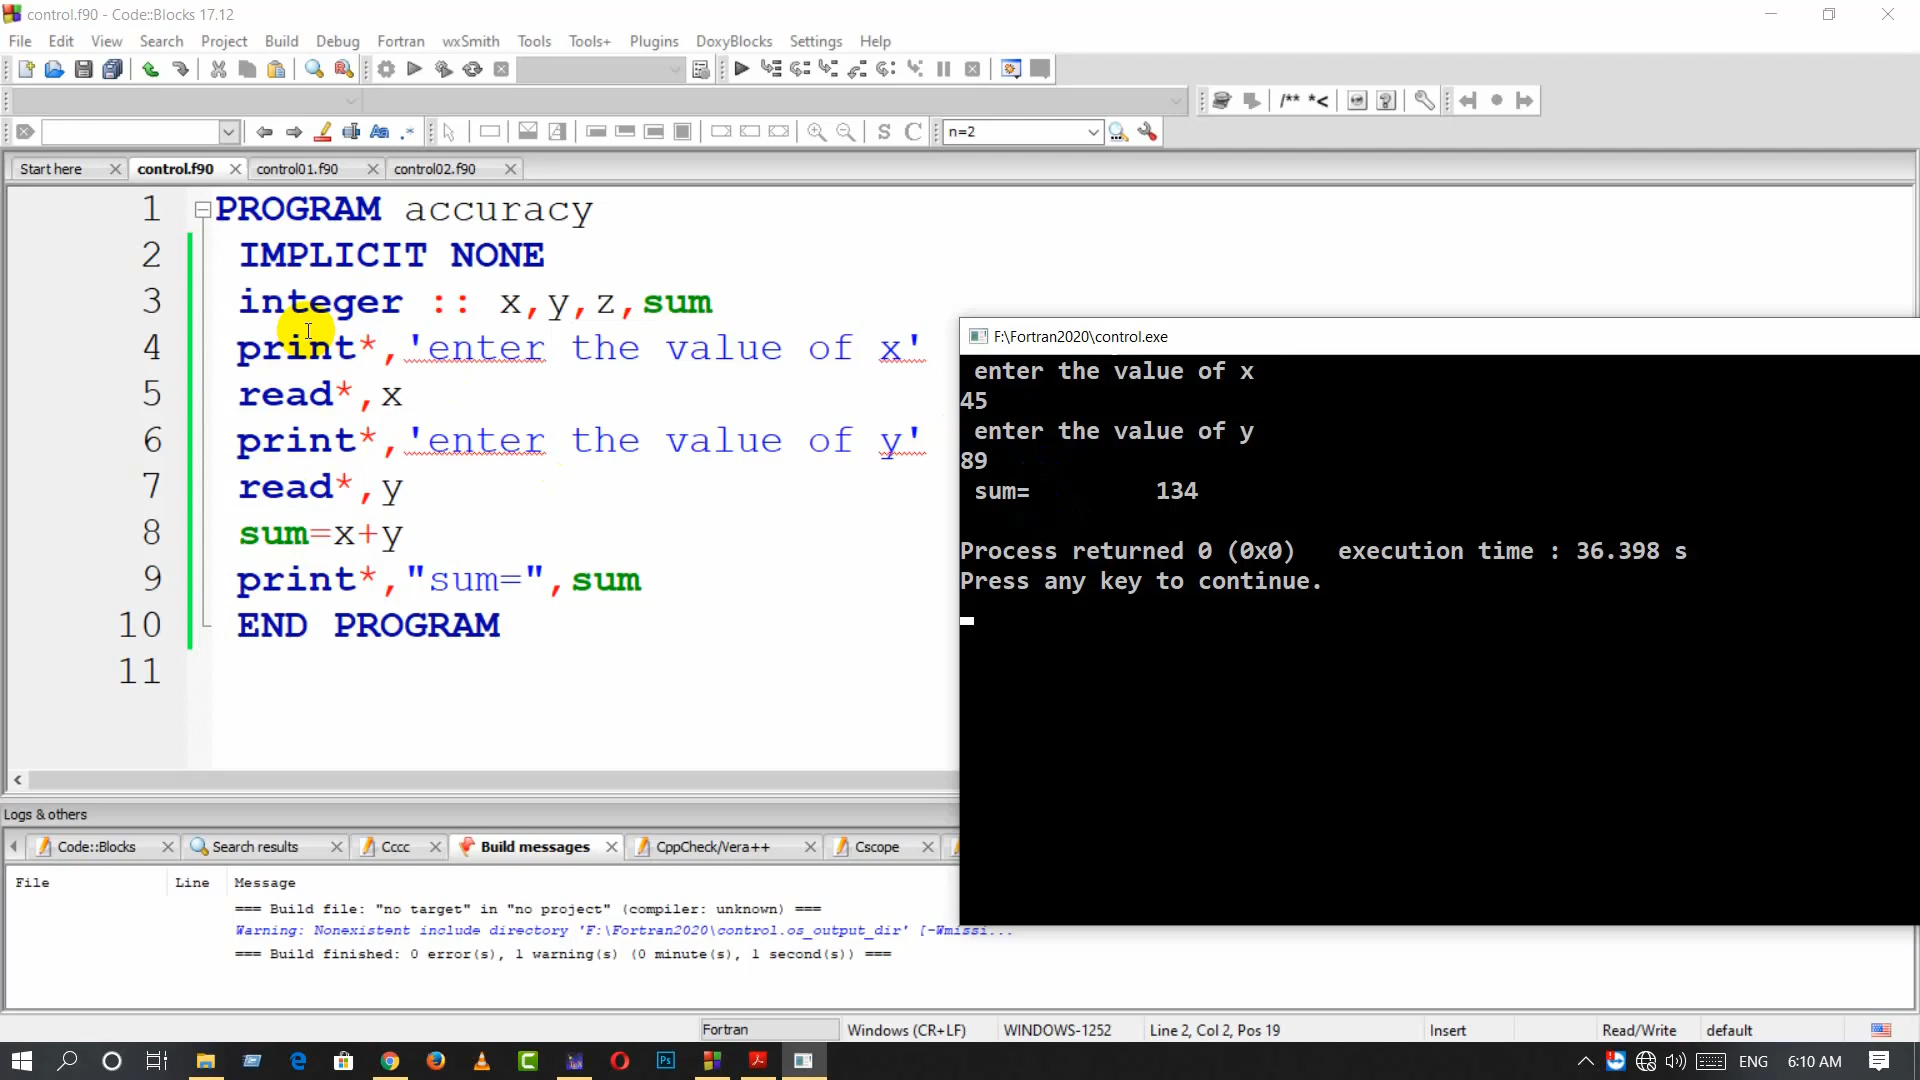 control.f90 - Code::Blocks 17.12
File Edit View Search Project Build Debug Fortran wxSmith Tools Tools+ Plugins DoxyBlocks Settings Help
/** *<
n=2
Start here control.f90 control01.f90 control02.f90
1 PROGRAM accuracy
2 IMPLICIT NONE
3 integer :: x,y,z,sum
4 print*,'enter the value of x'
5 read*,x
6 print*,'enter the value of y'
7 read*,y
8 sum=x+y
9 print*,"sum=",sum
10 END PROGRAM
11
F:\Fortran2020\control.exe
enter the value of x
45
enter the value of y
89
sum= 134
Process returned 0 (0x0) execution time : 36.398 s
Press any key to continue.
Logs & others
Code::Blocks Search results Cccc Build messages CppCheck/Vera++ Cscope
File Line Message
=== Build file: "no target" in "no project" (compiler: unknown) ===
Warning: Nonexistent include directory 'F:\Fortran2020\control.os_output_dir' [-Wmissi...
=== Build finished: 0 error(s), 1 warning(s) (0 minute(s), 1 second(s)) ===
Fortran Windows (CR+LF) WINDOWS-1252 Line 2, Col 2, Pos 19 Insert Read/Write default
ENG 6:10 AM